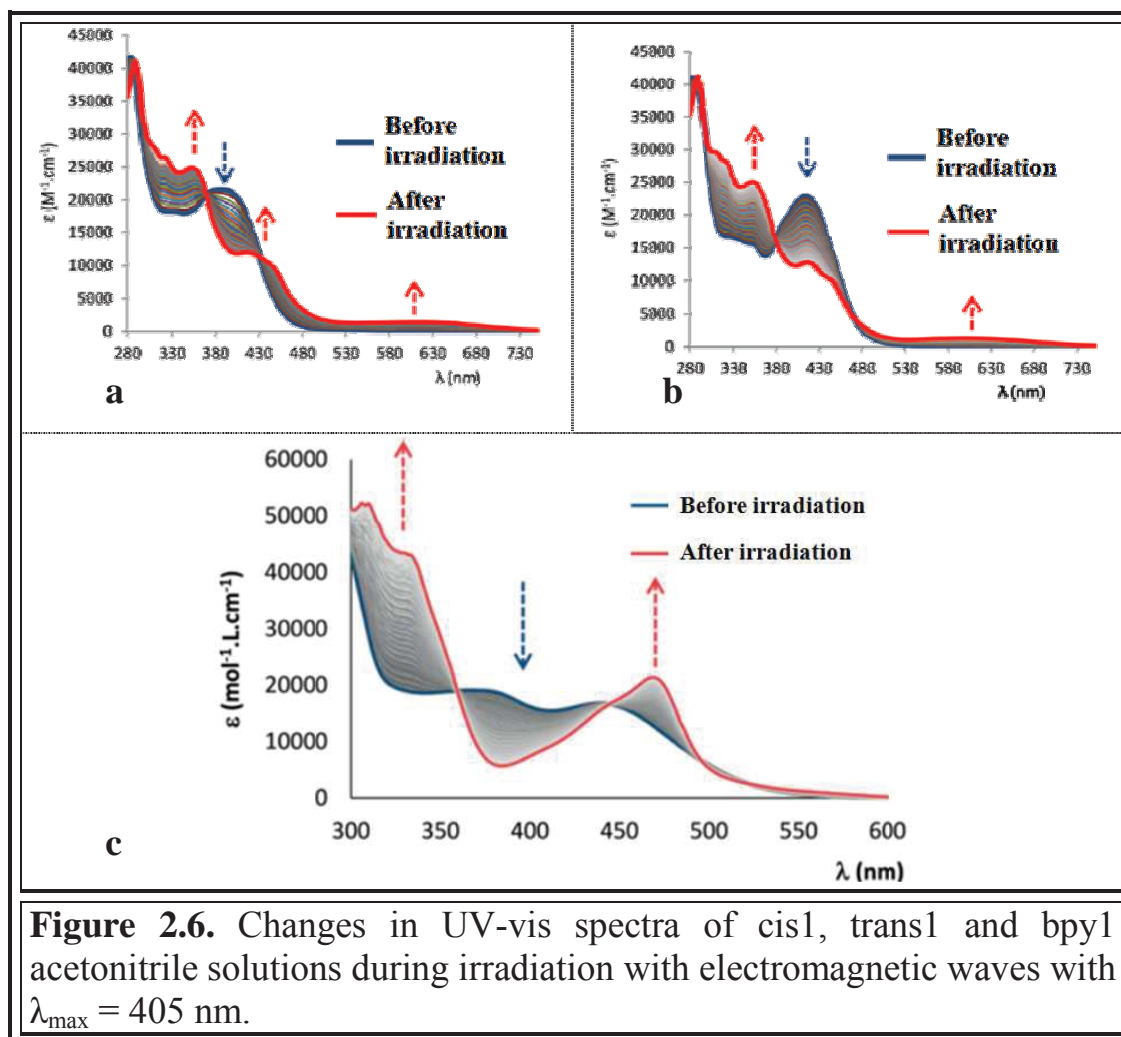 45000
40000
35000
30000
25000
20000
15000
10000
5000
0
ε (M⁻¹.cm⁻¹)
Before
irradiation
After
irradiation
280 330 380 430 480 530 580 630 680 730
λ (nm)
a
45000
40000
35000
30000
25000
20000
15000
10000
5000
0
ε (M⁻¹.cm⁻¹)
Before
irradiation
After
irradiation
280 330 380 430 480 530 580 630 680 730
λ (nm)
b
60000
50000
40000
30000
20000
10000
0
ε (mol⁻¹.L.cm⁻¹)
Before irradiation
After irradiation
300 350 400 450 500 550 600
λ (nm)
c
Figure 2.6. Changes in UV-vis spectra of cis1, trans1 and bpy1
acetonitrile solutions during irradiation with electromagnetic waves with
λmax = 405 nm.